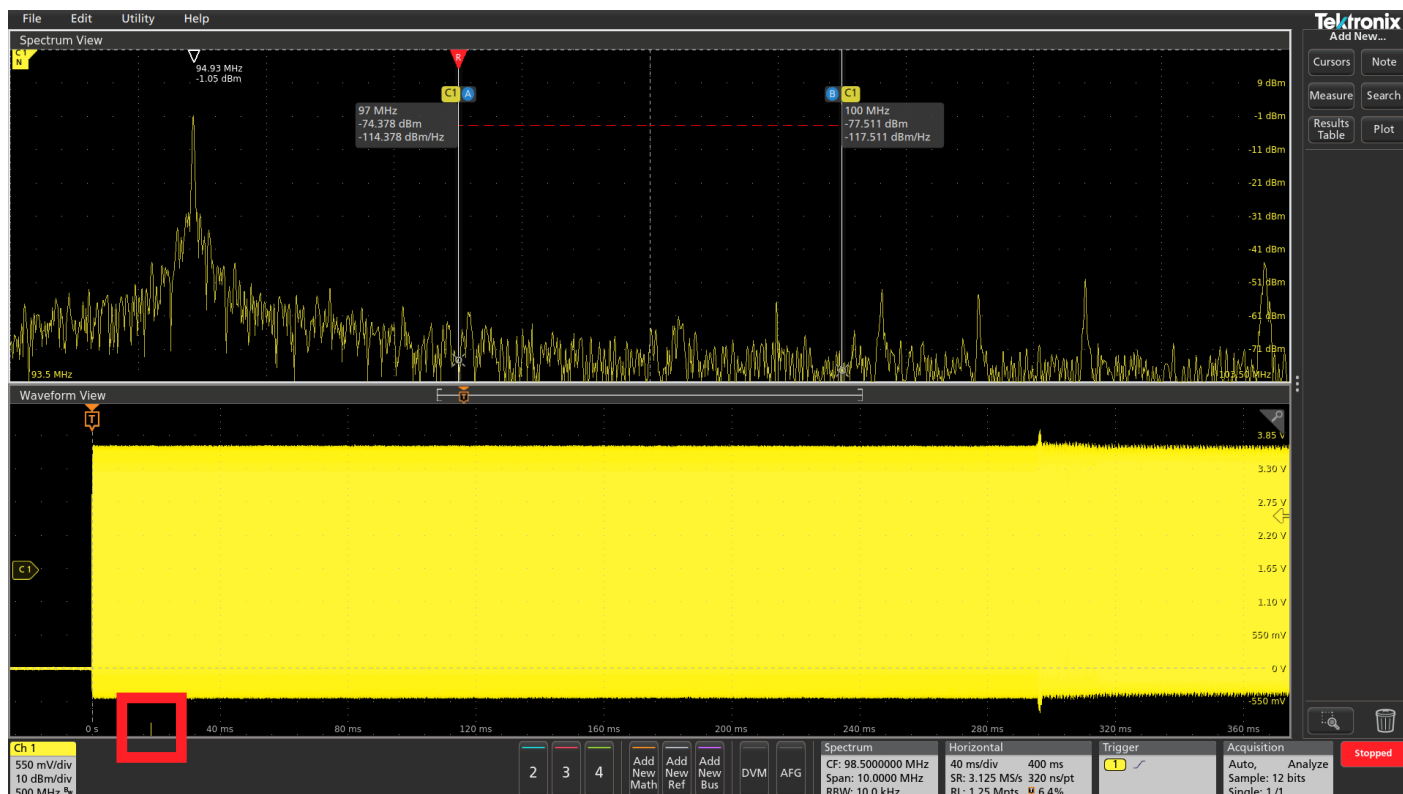 File Edit Utility Help
Tektronix
Add New...
Spectrum View
C1
N
94.93 MHz
-1.05 dBm
R
C1 A
97 MHz
-74.378 dBm
-114.378 dBm/Hz
B C1
100 MHz
-77.511 dBm
-117.511 dBm/Hz
9 dBm
-1 dBm
-11 dBm
-21 dBm
-31 dBm
-41 dBm
-51 dBm
-61 dBm
-71 dBm
93.5 MHz
103.50 MHz
Cursors Note
Measure Search
Results Table Plot
Waveform View
T
T
C1
3.85 V
3.30 V
2.75 V
2.20 V
1.65 V
1.10 V
550 mV
0 V
-550 mV
0 s 40 ms 80 ms 120 ms 160 ms 200 ms 240 ms 280 ms 320 ms 360 ms
Ch 1
550 mV/div
10 dBm/div
500 MHz
2 3 4
Add New Math
Add New Ref
Add New Bus
DVM AFG
Spectrum
CF: 98.5000000 MHz
Span: 10.0000 MHz
RBW: 10.0 kHz
Horizontal
40 ms/div 400 ms
SR: 3.125 MS/s 320 ns/pt
RL: 1.25 Mpts 6.4%
Trigger
1
Acquisition
Auto, Analyze
Sample: 12 bits
Single: 1/1
Stopped